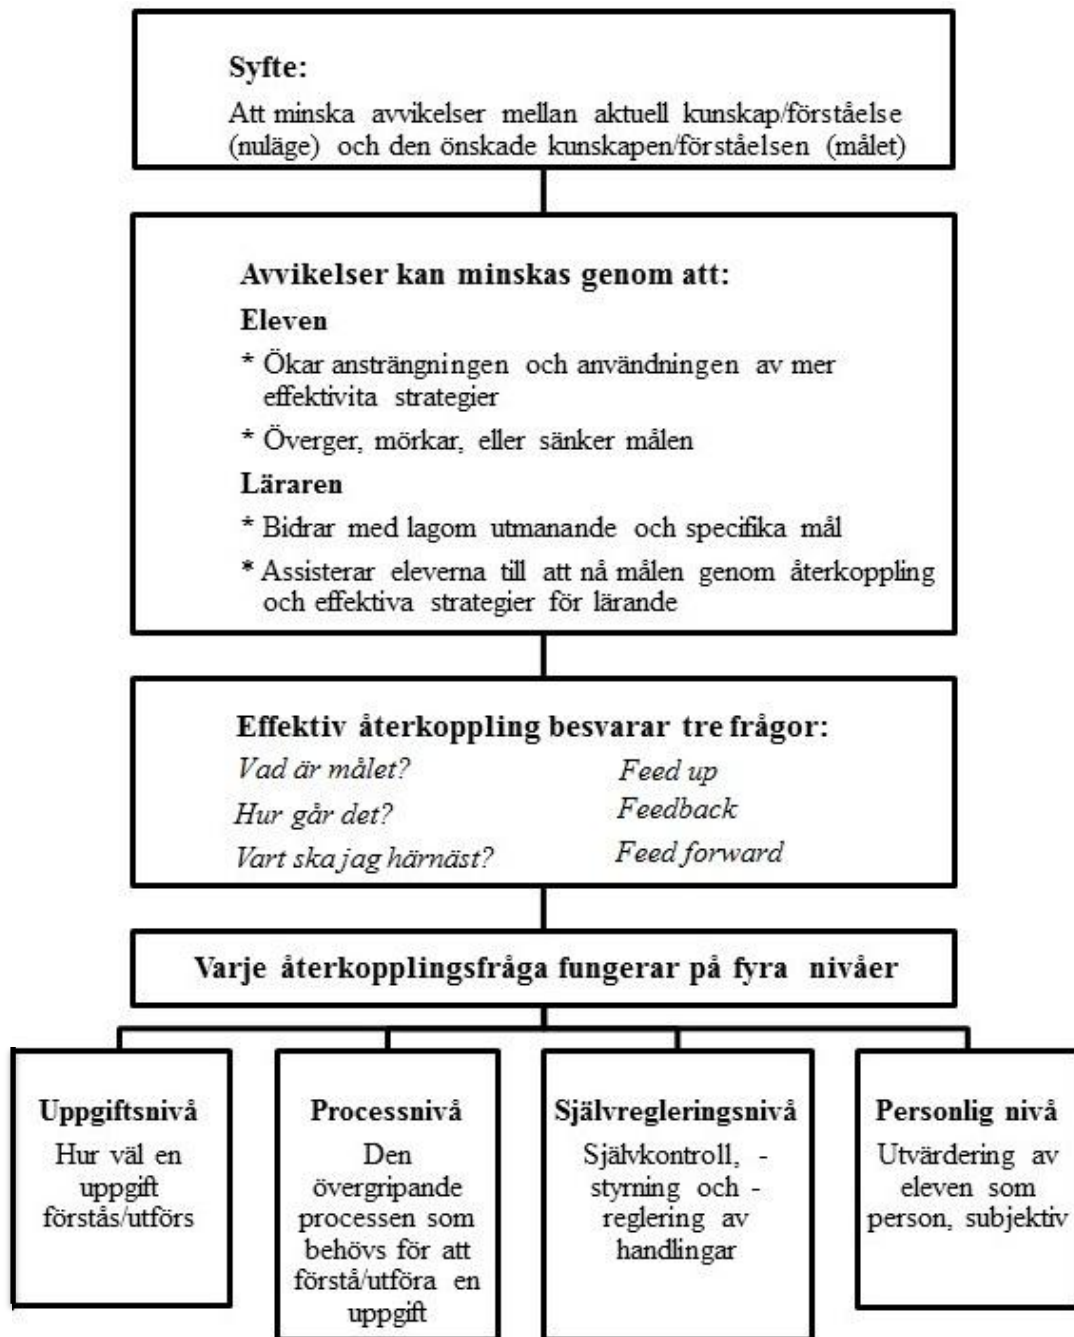 Syfte:
Att minska avvikelser mellan aktuell kunskap/förståelse
(nuläge) och den önskade kunskapen/förståelsen (målet)
Avvikelser kan minskas genom att:
Eleven
* Ökar ansträngningen och användningen av mer
effektivita strategier
* Överger, mörkar, eller sänker målen
Läraren
* Bidrar med lagom utmanande och specifika mål
* Assisterar eleverna till att nå målen genom återkoppling
och effektiva strategier för lärande
Effektiv återkoppling besvarar tre frågor:
Vad är målet? Feed up
Hur går det? Feedback
Vart ska jag härnäst? Feed forward
Varje återkopplingsfråga fungerar på fyra nivåer
Uppgiftsnivå
Hur väl en
uppgift
förstås/utförs
Processnivå
Den
övergripande
processen som
behövs för att
förstå/utföra en
uppgift
Självregleringsnivå
Självkontroll, -
styrning och -
reglering av
handlingar
Personlig nivå
Utvärdering av
eleven som
person, subjektiv